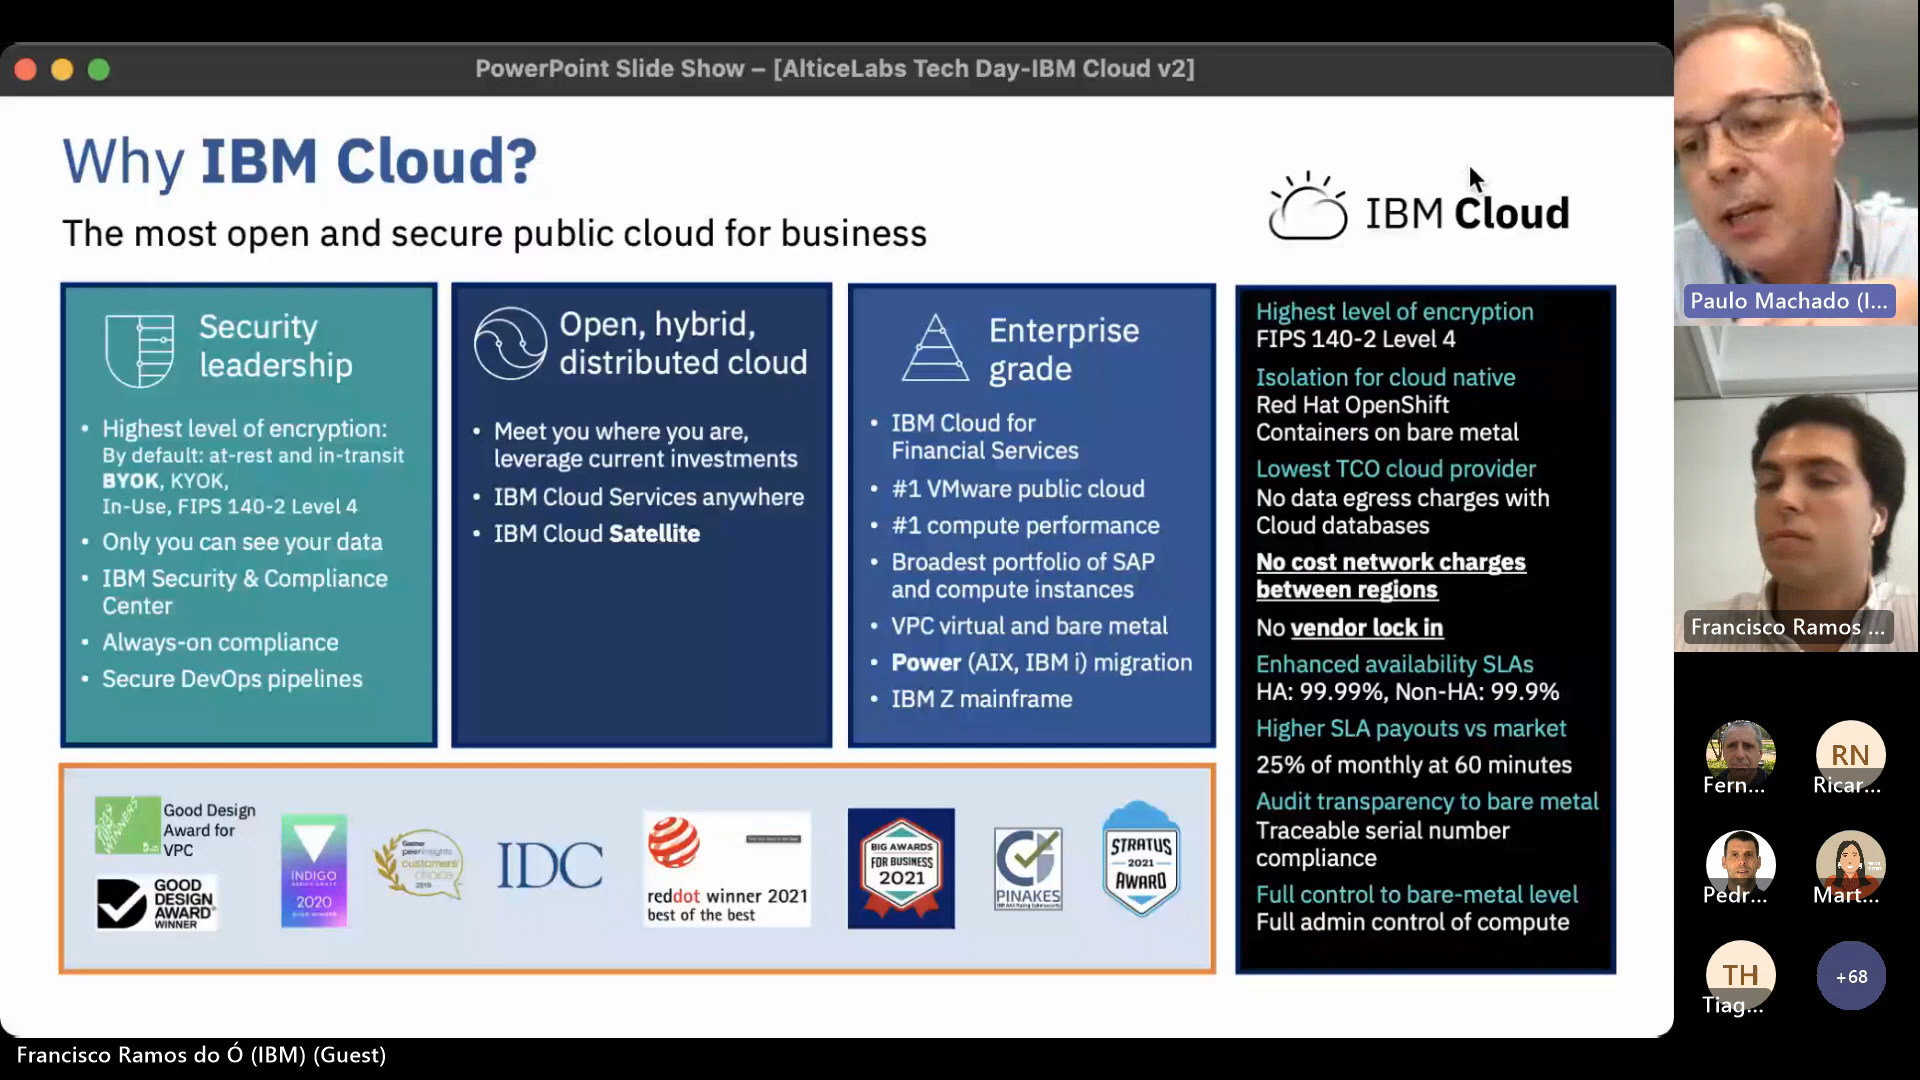 PowerPoint Slide Show – [AlticeLabs Tech Day-IBM Cloud v2]
Why IBM Cloud?
The most open and secure public cloud for business
IBM Cloud
Security
leadership
• Highest level of encryption:
By default: at-rest and in-transit
BYOK, KYOK,
In-Use, FIPS 140-2 Level 4
• Only you can see your data
• IBM Security & Compliance
Center
• Always-on compliance
• Secure DevOps pipelines
Open, hybrid,
distributed cloud
• Meet you where you are,
leverage current investments
• IBM Cloud Services anywhere
• IBM Cloud Satellite
Enterprise
grade
• IBM Cloud for
Financial Services
• #1 VMware public cloud
• #1 compute performance
• Broadest portfolio of SAP
and compute instances
• VPC virtual and bare metal
• Power (AIX, IBM i) migration
• IBM Z mainframe
Highest level of encryption
FIPS 140-2 Level 4
Isolation for cloud native
Red Hat OpenShift
Containers on bare metal
Lowest TCO cloud provider
No data egress charges with
Cloud databases
No cost network charges
between regions
No vendor lock in
Enhanced availability SLAs
HA: 99.99%, Non-HA: 99.9%
Higher SLA payouts vs market
25% of monthly at 60 minutes
Audit transparency to bare metal
Traceable serial number
compliance
Full control to bare-metal level
Full admin control of compute
Good Design
Award for
VPC
GOOD
DESIGN
AWARD
WINNER
INDIGO
2020
Gartner
peerinsights
customers'
choice
2019
IDC
reddot winner 2021
best of the best
BIG AWARDS
FOR BUSINESS
2021
PINAKES
STRATUS
2021
AWARD
Paulo Machado (I...
Francisco Ramos ...
Fern...
RN
Ricar...
Pedr...
Mart...
TH
Tiag...
+68
Francisco Ramos do Ó (IBM) (Guest)